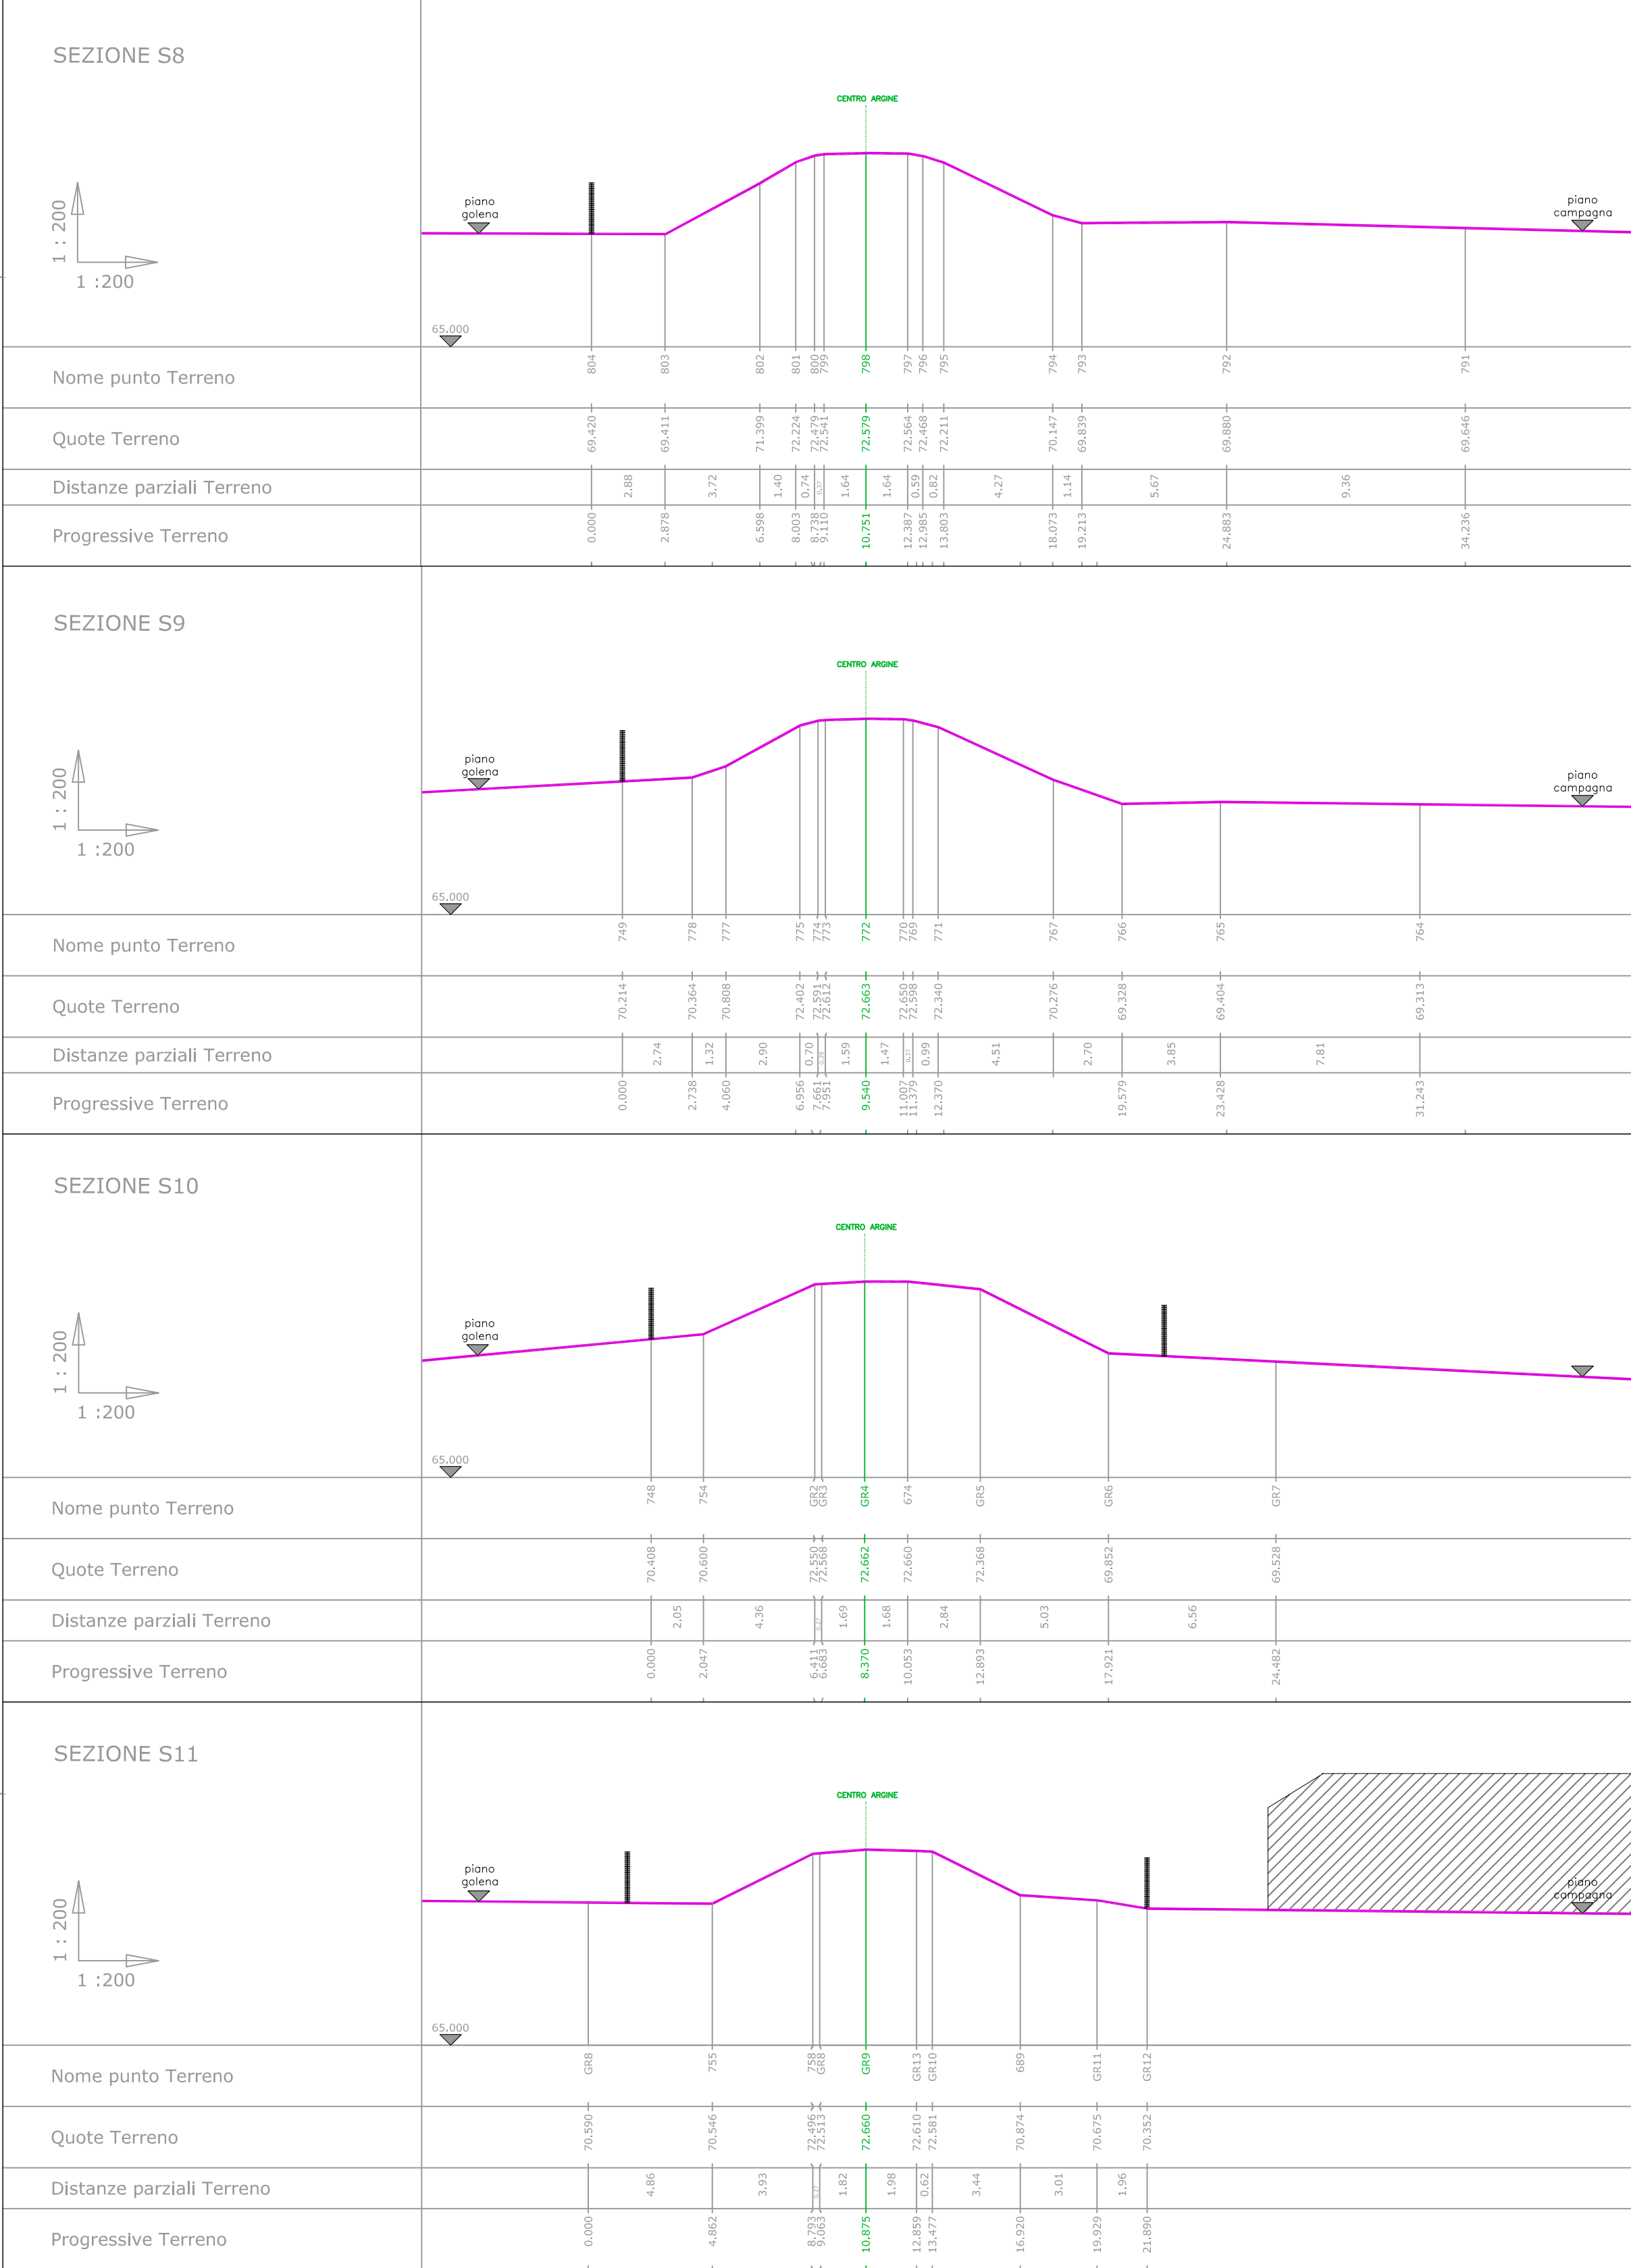 SEZIONE S8
CENTRO ARGINE
piano
golena
piano
campagna
1 : 200
1 :200
65.000
Nome punto Terreno
804 803 802 801 800 799 798 797 796 795 794 793 792 791
Quote Terreno
69.420 69.411 71.399 72.224 72.479 72.541 72.579 72.564 72.468 72.211 70.147 69.839 69.880 69.646
Distanze parziali Terreno
2.88 3.72 1.40 0.74 0.37 1.64 1.64 0.59 0.82 4.27 1.14 5.67 9.36
Progressive Terreno
0.000 2.878 6.598 8.003 8.738 9.110 10.751 12.387 12.985 13.803 18.073 19.213 24.883 34.236
SEZIONE S9
CENTRO ARGINE
piano
golena
piano
campagna
1 : 200
1 :200
65.000
Nome punto Terreno
749 778 777 775 774 773 772 770 769 771 767 766 765 764
Quote Terreno
70.214 70.364 70.808 72.402 72.591 72.612 72.663 72.650 72.598 72.340 70.276 69.328 69.404 69.313
Distanze parziali Terreno
2.74 1.32 2.90 0.70 0.29 1.59 1.47 0.37 0.99 4.51 2.70 3.85 7.81
Progressive Terreno
0.000 2.738 4.060 6.956 7.661 7.951 9.540 11.007 11.379 12.370 19.579 23.428 31.243
SEZIONE S10
CENTRO ARGINE
piano
golena
1 : 200
1 :200
65.000
Nome punto Terreno
748 754 GR2 GR3 GR4 674 GR5 GR6 GR7
Quote Terreno
70.408 70.600 72.550 72.568 72.662 72.660 72.368 69.852 69.528
Distanze parziali Terreno
2.05 4.36 0.27 1.69 1.68 2.84 5.03 6.56
Progressive Terreno
0.000 2.047 6.411 6.683 8.370 10.053 12.893 17.921 24.482
SEZIONE S11
CENTRO ARGINE
piano
golena
piano
campagna
1 : 200
1 :200
65.000
Nome punto Terreno
GR8 755 758 GR8 GR9 GR13 GR10 689 GR11 GR12
Quote Terreno
70.590 70.546 72.496 72.513 72.660 72.610 72.581 70.874 70.675 70.352
Distanze parziali Terreno
4.86 3.93 0.27 1.82 1.98 0.62 3.44 3.01 1.96
Progressive Terreno
0.000 4.862 8.793 9.063 10.875 12.859 13.477 16.920 19.929 21.890